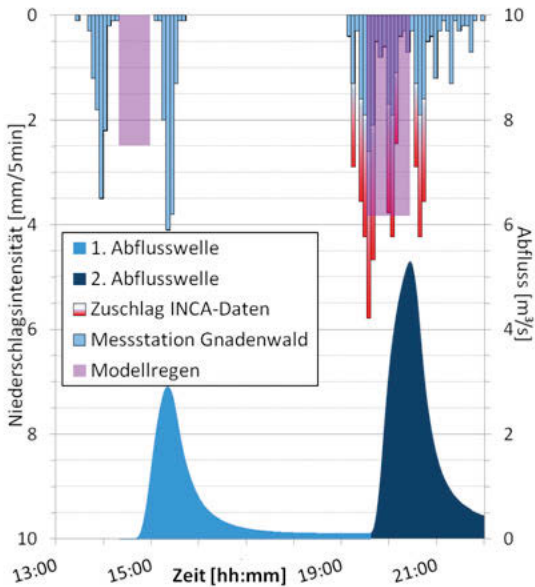 0
2
4
6
8
10
Niederschlagsintensität [mm/5min]
1. Abflusswelle
2. Abflusswelle
Zuschlag INCA-Daten
Messstation Gnadenwald
Modellregen
10
8
6
4
2
0
Abfluss [m³/s]
13:00
15:00
Zeit [hh:mm]
19:00
21:00